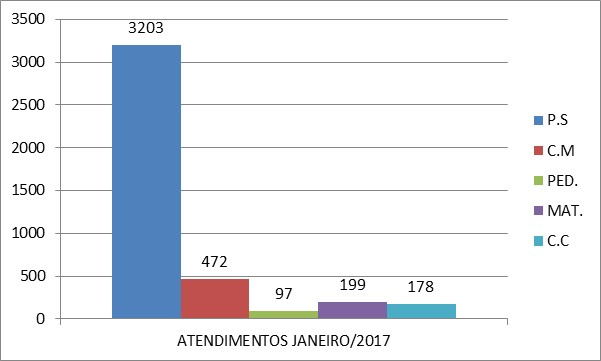 3500
3000
2500
2000
1500
1000
500
0
3203
472
97
199
178
ATENDIMENTOS JANEIRO/2017
P.S
C.M
PED.
MAT.
C.C